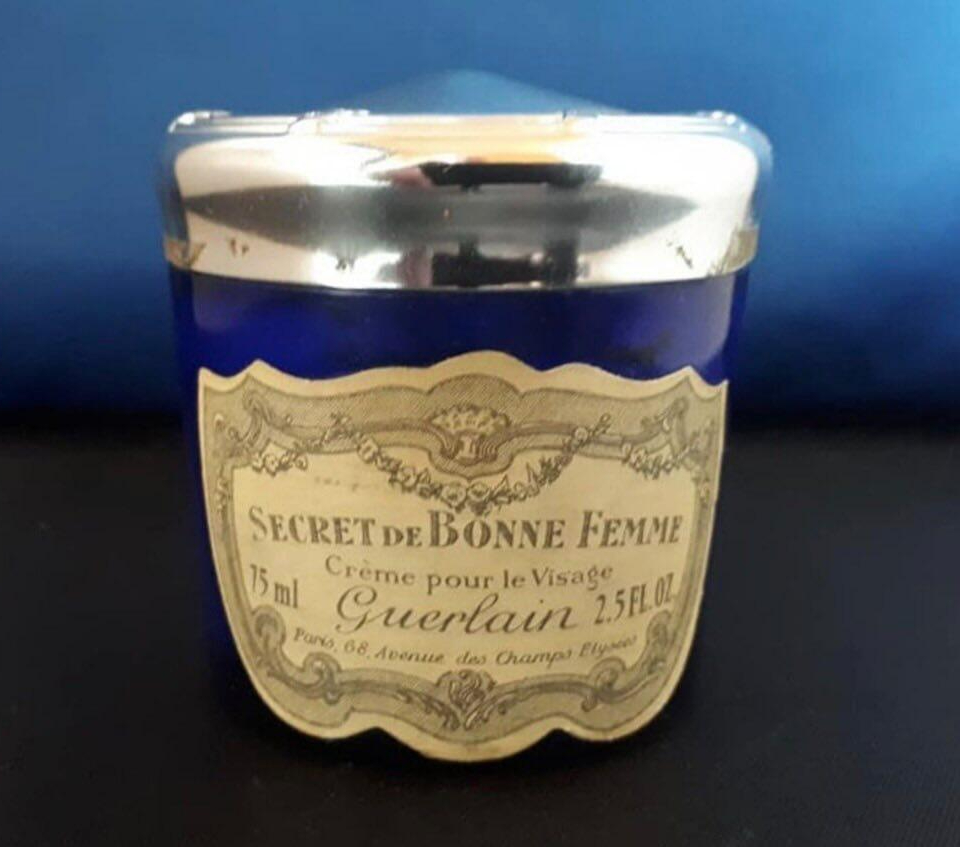 SECRET DE BONNE FEMME
Crème pour le Visage
75 ml Guerlain 2.5 FL. OZ.
Paris, 68, Avenue des Champs Elysées